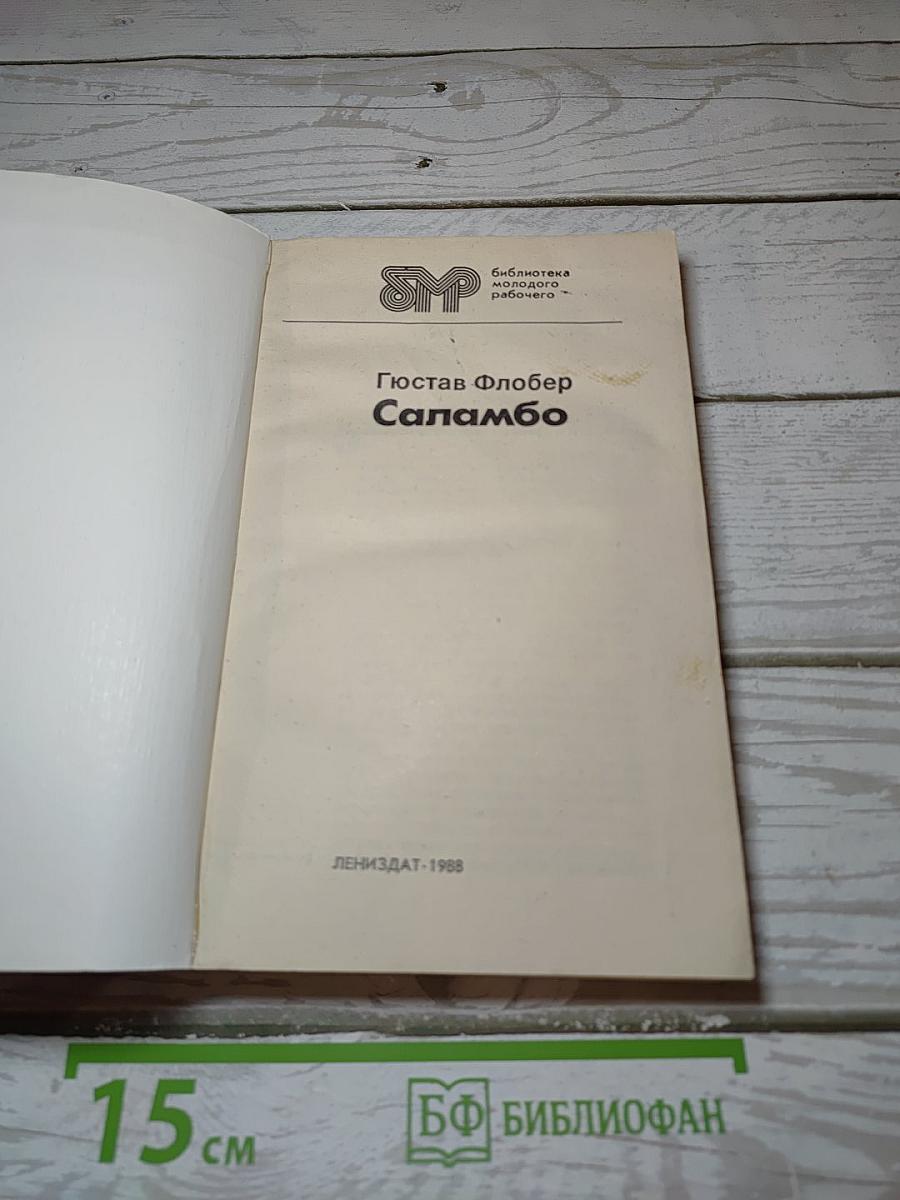 бмр
библиотека
молодого
рабочего
Гюстав Флобер
Саламбо
ЛЕНИЗДАТ·1988
15 см
БФ БИБЛИОФАН